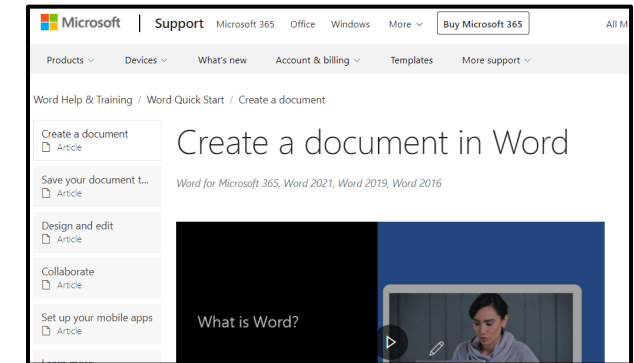 Microsoft | Support Microsoft 365 Office Windows More Buy Microsoft 365 All M
Products Devices What's new Account & billing Templates More support
Word Help & Training / Word Quick Start / Create a document
Create a document
Article
Save your document t...
Article
Design and edit
Article
Collaborate
Article
Set up your mobile apps
Article
Create a document in Word
Word for Microsoft 365, Word 2021, Word 2019, Word 2016
What is Word?